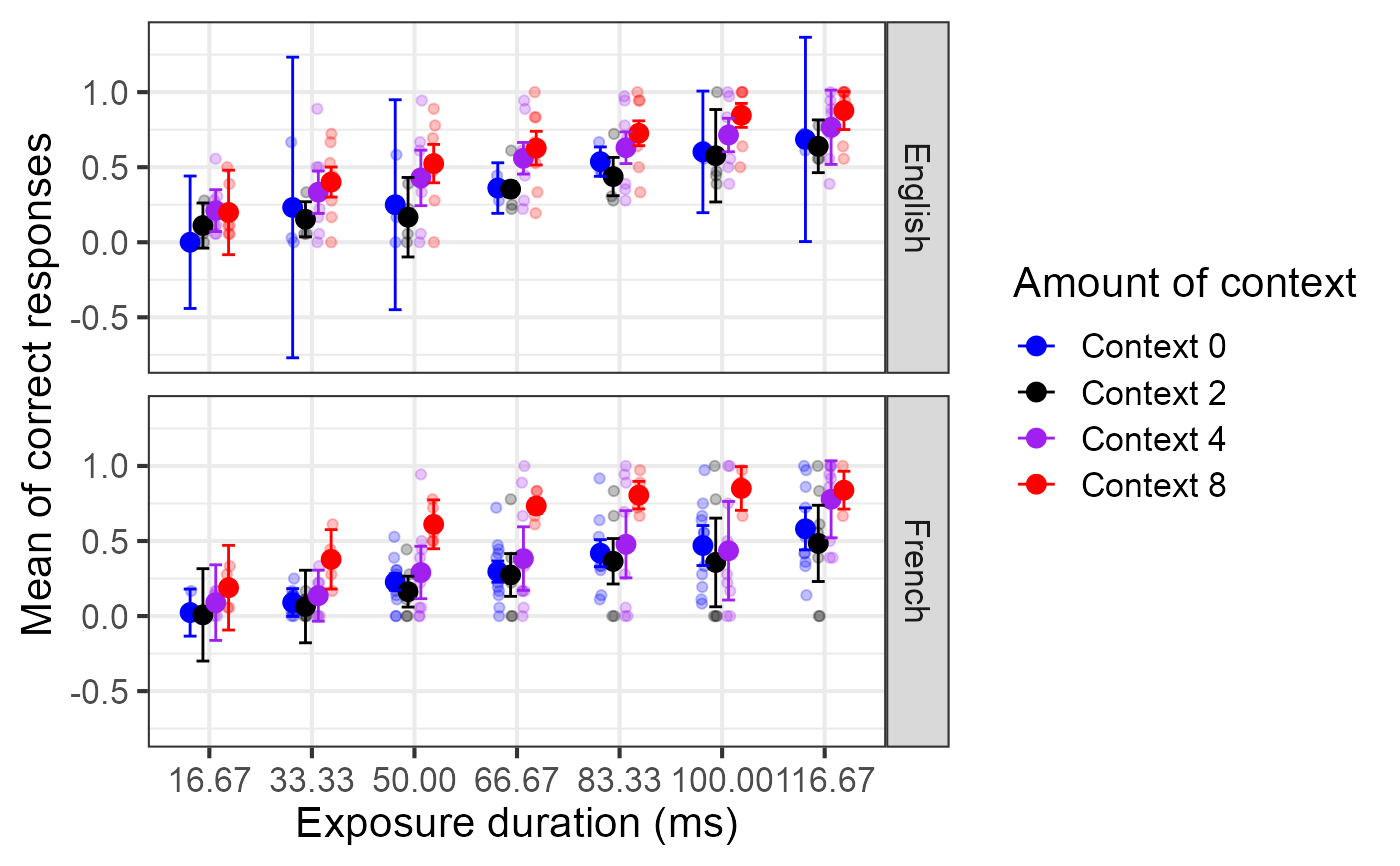 Mean of correct responses
1.0
0.5
0.0
-0.5
English
1.0
0.5
0.0
-0.5
French
16.67 33.33 50.00 66.67 83.33 100.00 116.67
Exposure duration (ms)
Amount of context
Context 0
Context 2
Context 4
Context 8